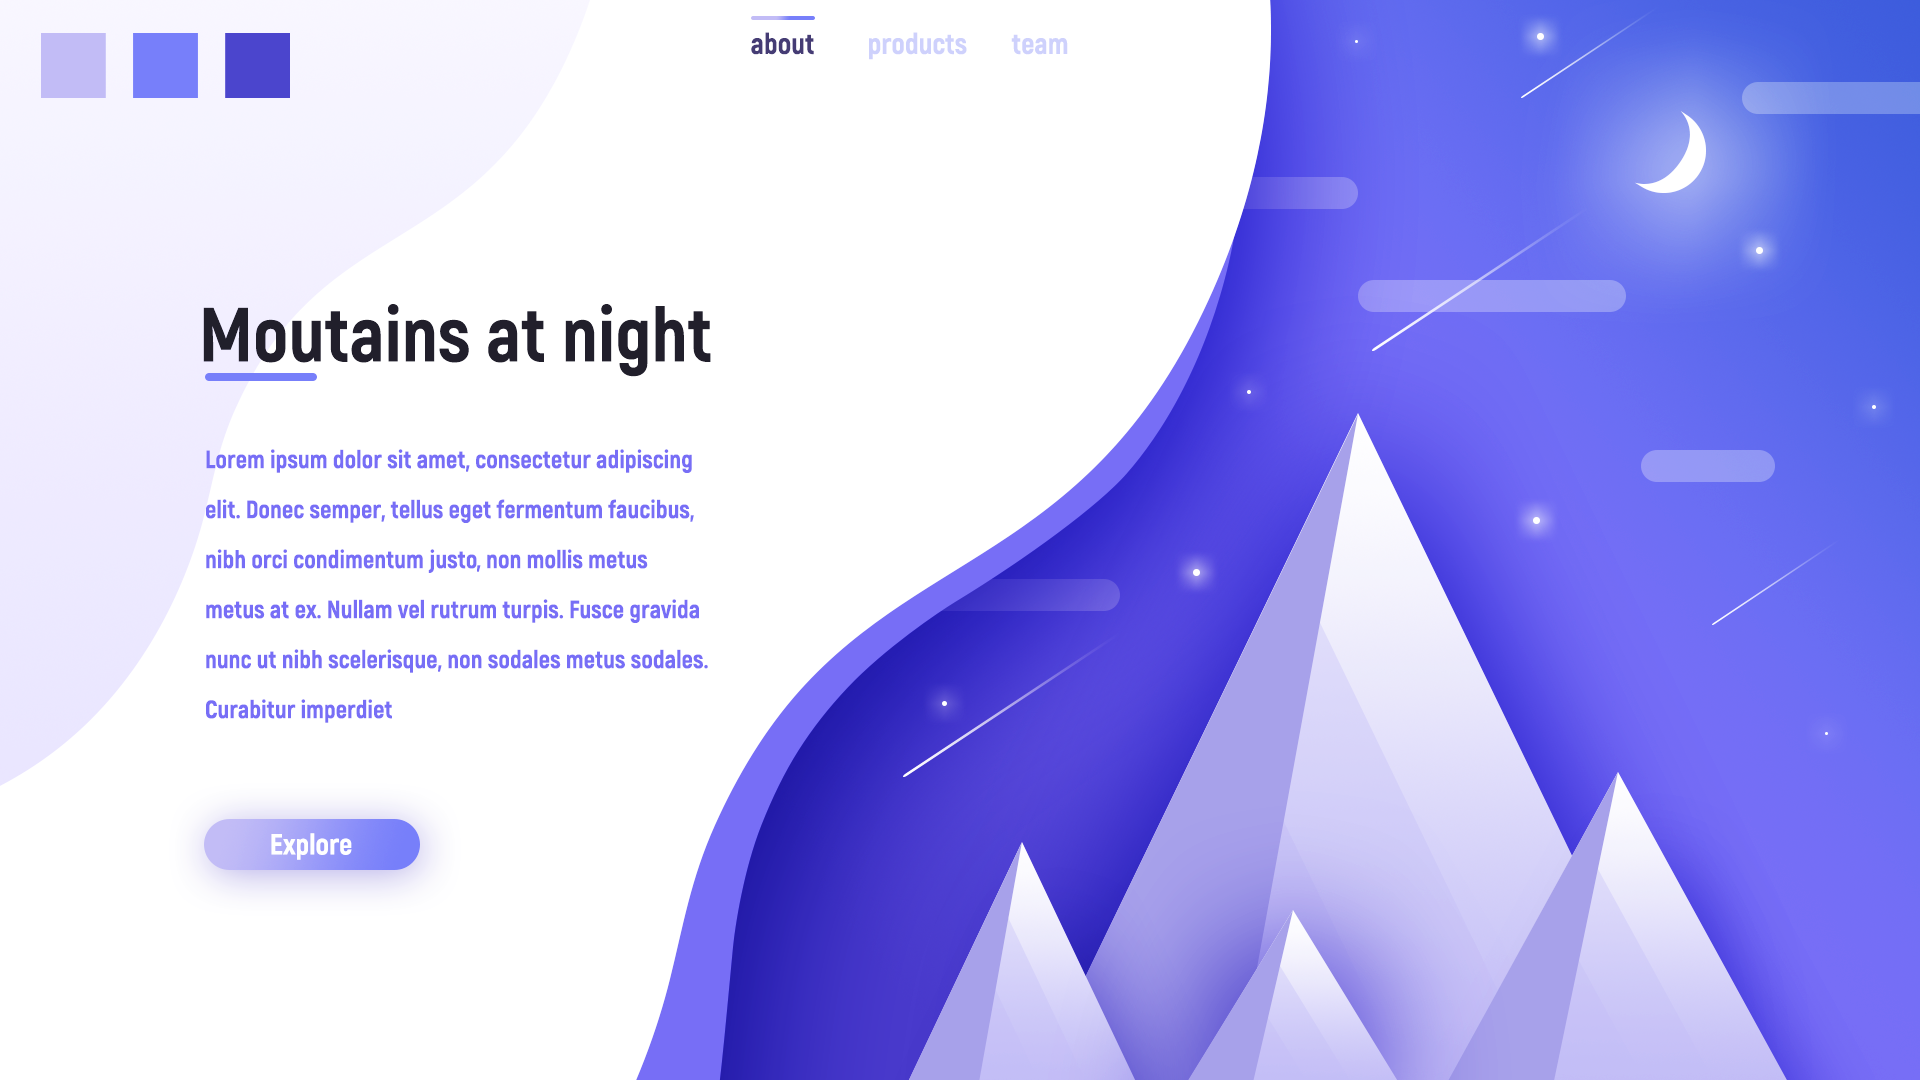 about products team
Moutains at night
Lorem ipsum dolor sit amet, consectetur adipiscing
elit. Donec semper, tellus eget fermentum faucibus,
nibh orci condimentum justo, non mollis metus
metus at ex. Nullam vel rutrum turpis. Fusce gravida
nunc ut nibh scelerisque, non sodales metus sodales.
Curabitur imperdiet
Explore